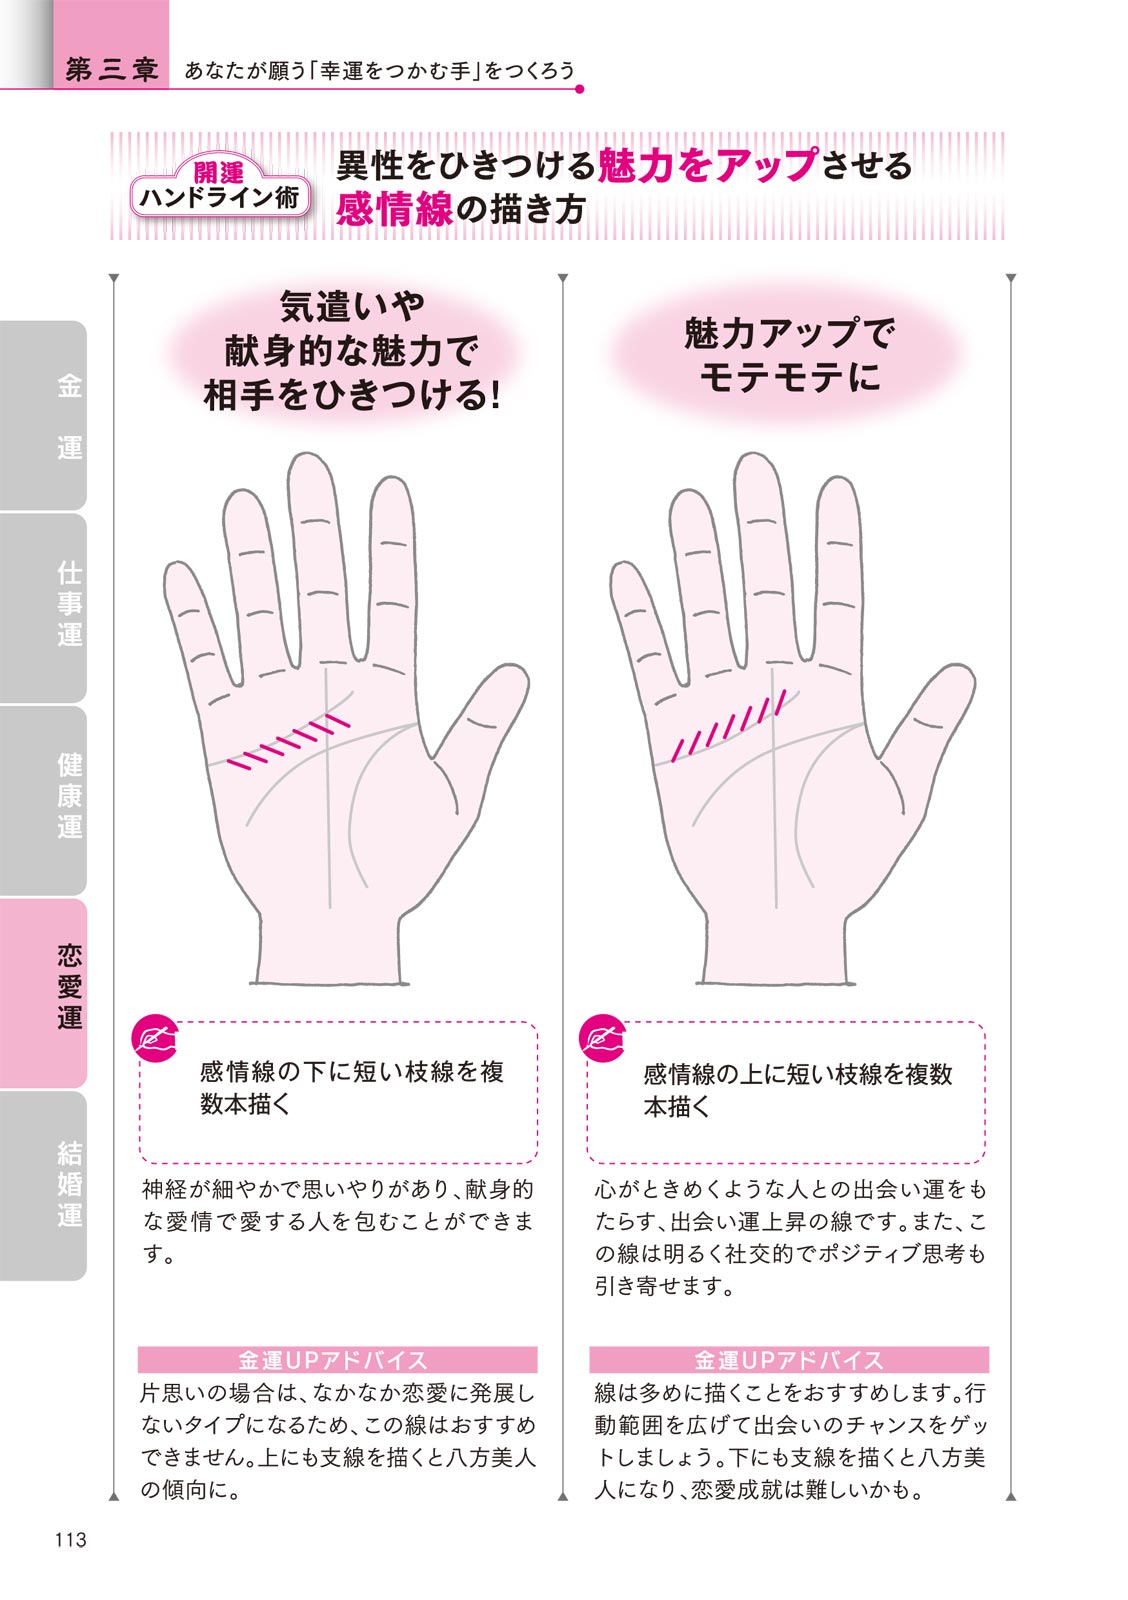 第三章 あなたが願う「幸運をつかむ手」をつくろう
開運
ハンドライン術
異性をひきつける魅力をアップさせる
感情線の描き方
気遣いや
献身的な魅力で
相手をひきつける!
感情線の下に短い枝線を複
数本描く
神経が細やかで思いやりがあり、献身的
な愛情で愛する人を包むことができま
す。
金運UPアドバイス
片思いの場合は、なかなか恋愛に発展し
ないタイプになるため、この線はおすすめ
できません。上にも支線を描くと八方美人
の傾向に。
魅力アップで
モテモテに
感情線の上に短い枝線を複数
本描く
心がときめくような人との出会い運をも
たらす、出会い運上昇の線です。また、こ
の線は明るく社交的でポジティブ思考も
引き寄せます。
金運UPアドバイス
線は多めに描くことをおすすめします。行
動範囲を広げて出会いのチャンスをゲッ
トしましょう。下にも支線を描くと八方美
人になり、恋愛成就は難しいかも。
金運
仕事運
健康運
恋愛運
結婚運
113